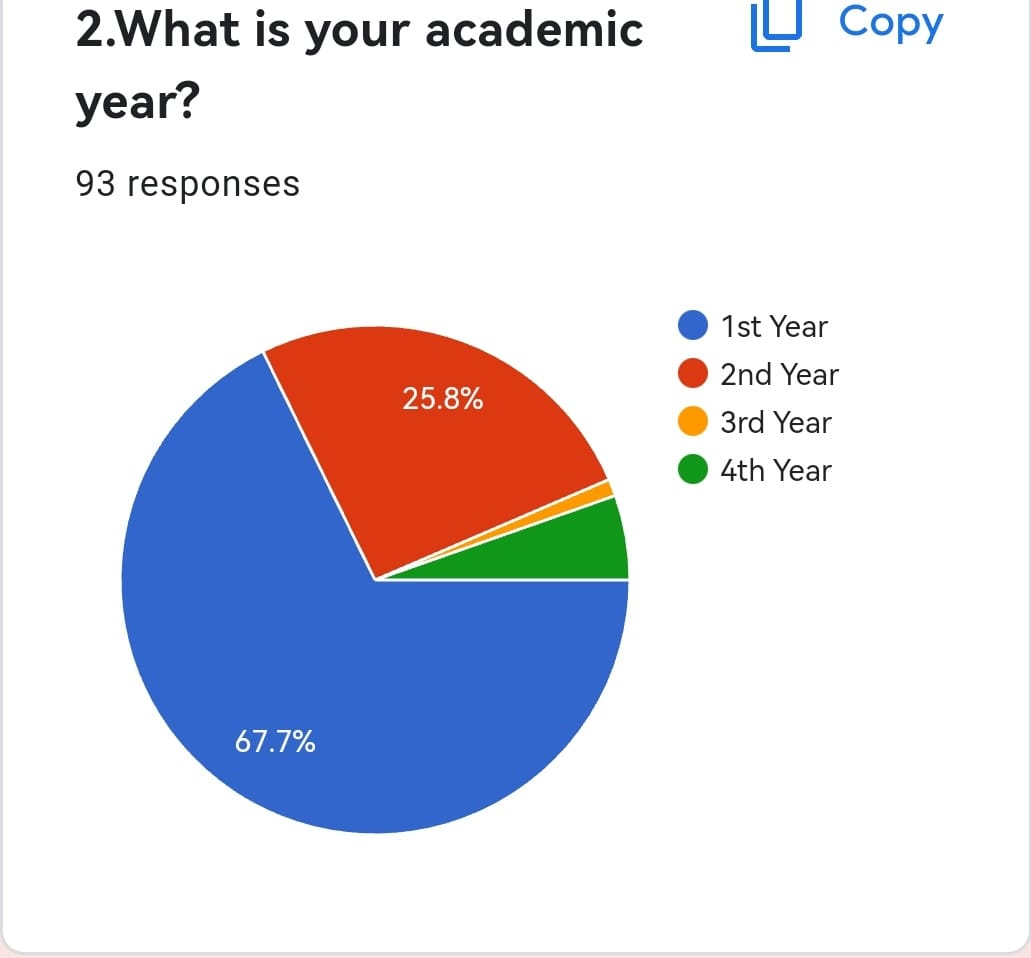 2.What is your academic
year?
Copy
93 responses
1st Year
2nd Year
3rd Year
4th Year
25.8%
67.7%